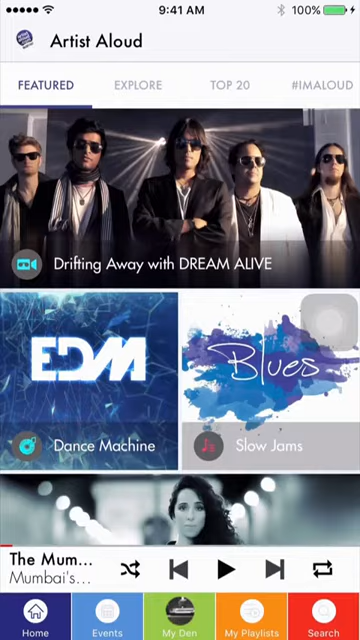 9:41 AM
100%
Artist Aloud
FEATURED
EXPLORE
TOP 20
#IMALOUD
Drifting Away with DREAM ALIVE
EDM
Blues
Dance Machine
Slow Jams
The Mum...
Mumbai's...
Home
Events
My Den
My Playlists
Search